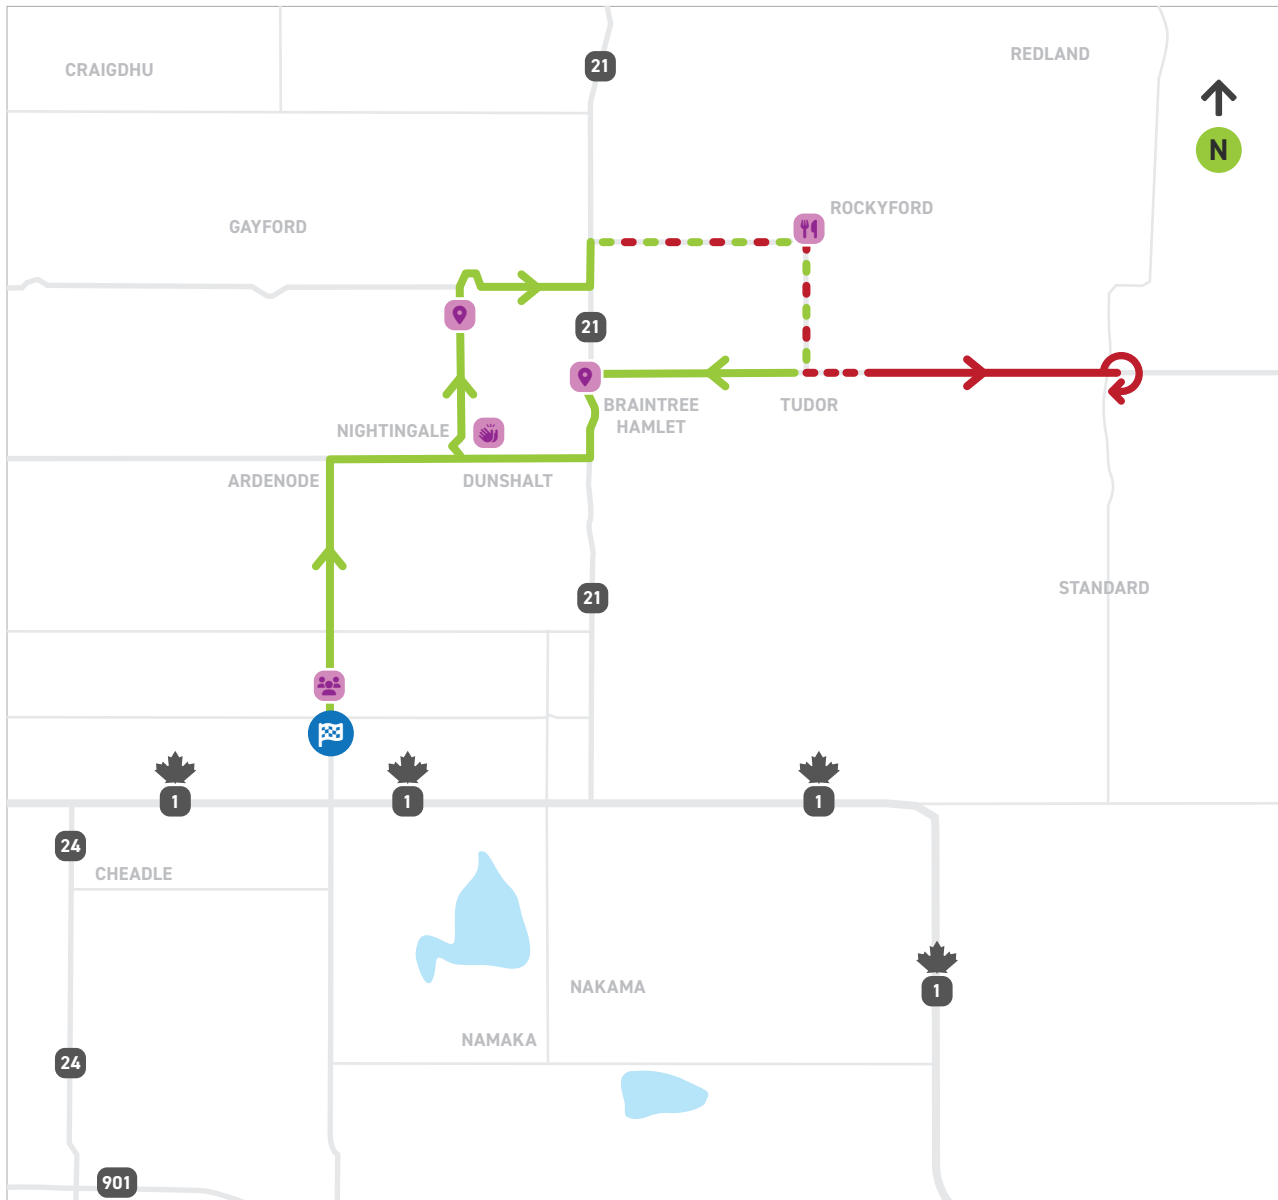 21
REDLAND
CRAIGDHU
N
ROCKYFORD
GAYFORD
21
BRAINTREE
HAMLET
TUDOR
NIGHTINGALE
ARDENODE
DUNSHALT
STANDARD
21
1
1
1
24
CHEADLE
NAKAMA
1
NAMAKA
24
901